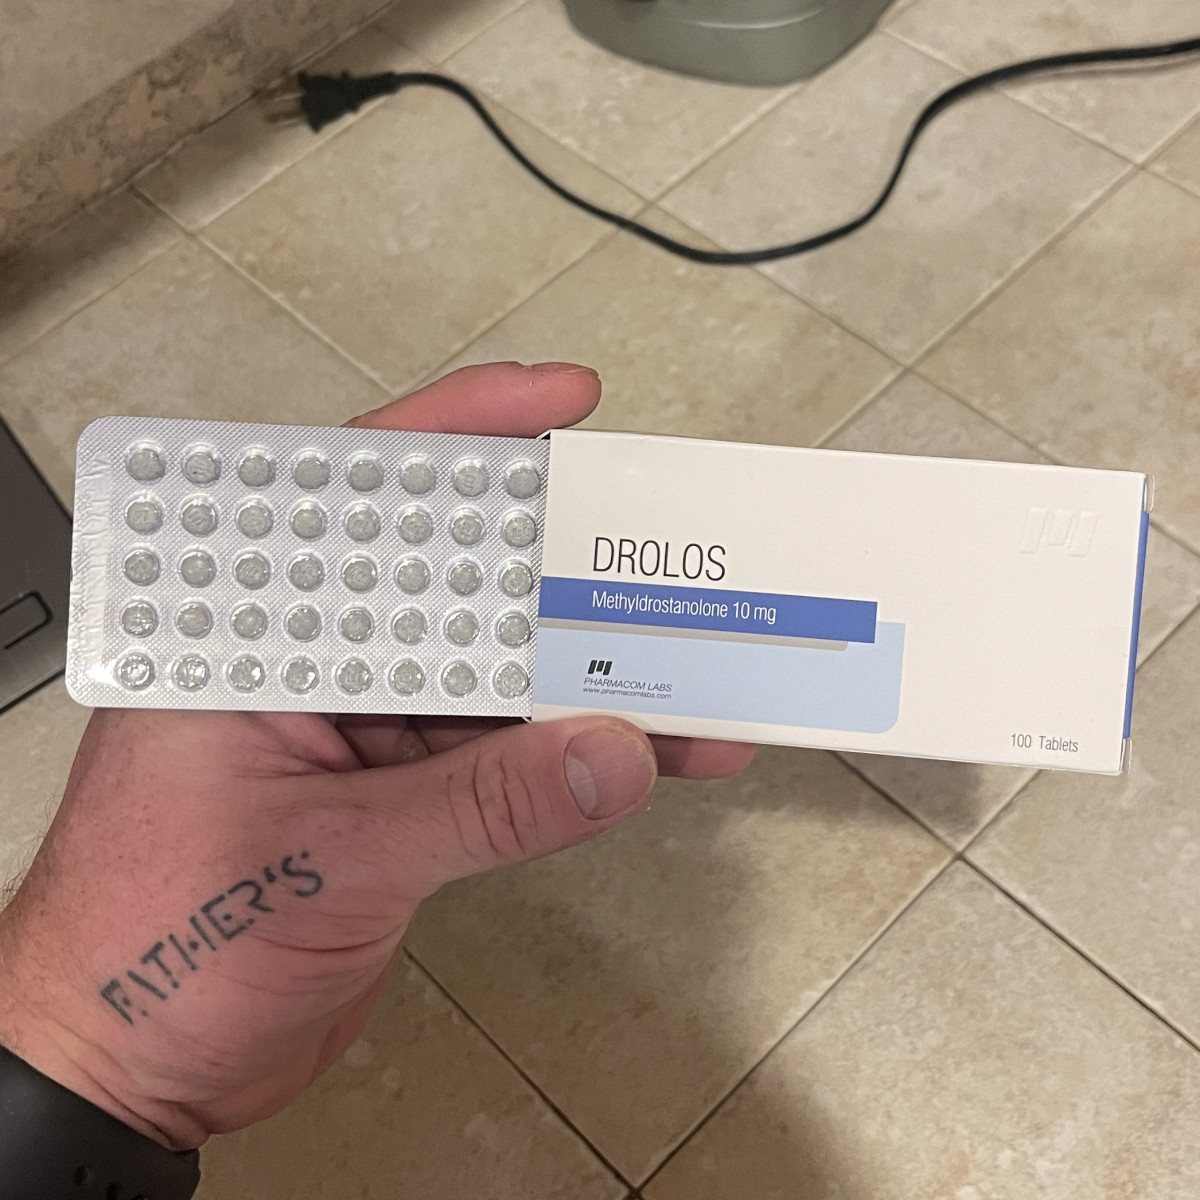 DROLOS
Methyldrostanolone 10 mg
PHARMACOM LABS
www.pharmacomlabs.com
100 Tablets
FATHER'S